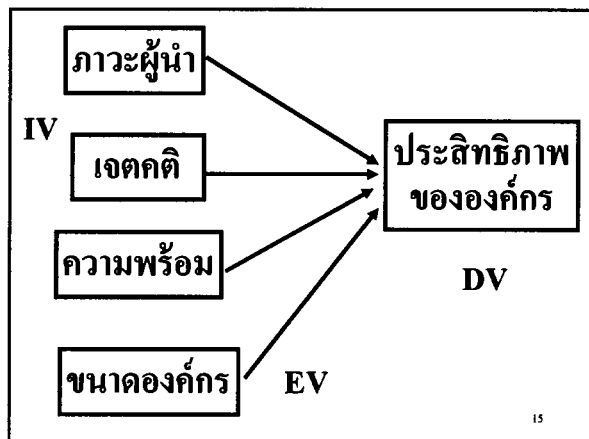 ภาวะผู้นำ
IV
เจตคติ
ประสิทธิภาพ
ขององค์กร
ความพร้อม
DV
ขนาดองค์กร
EV
15